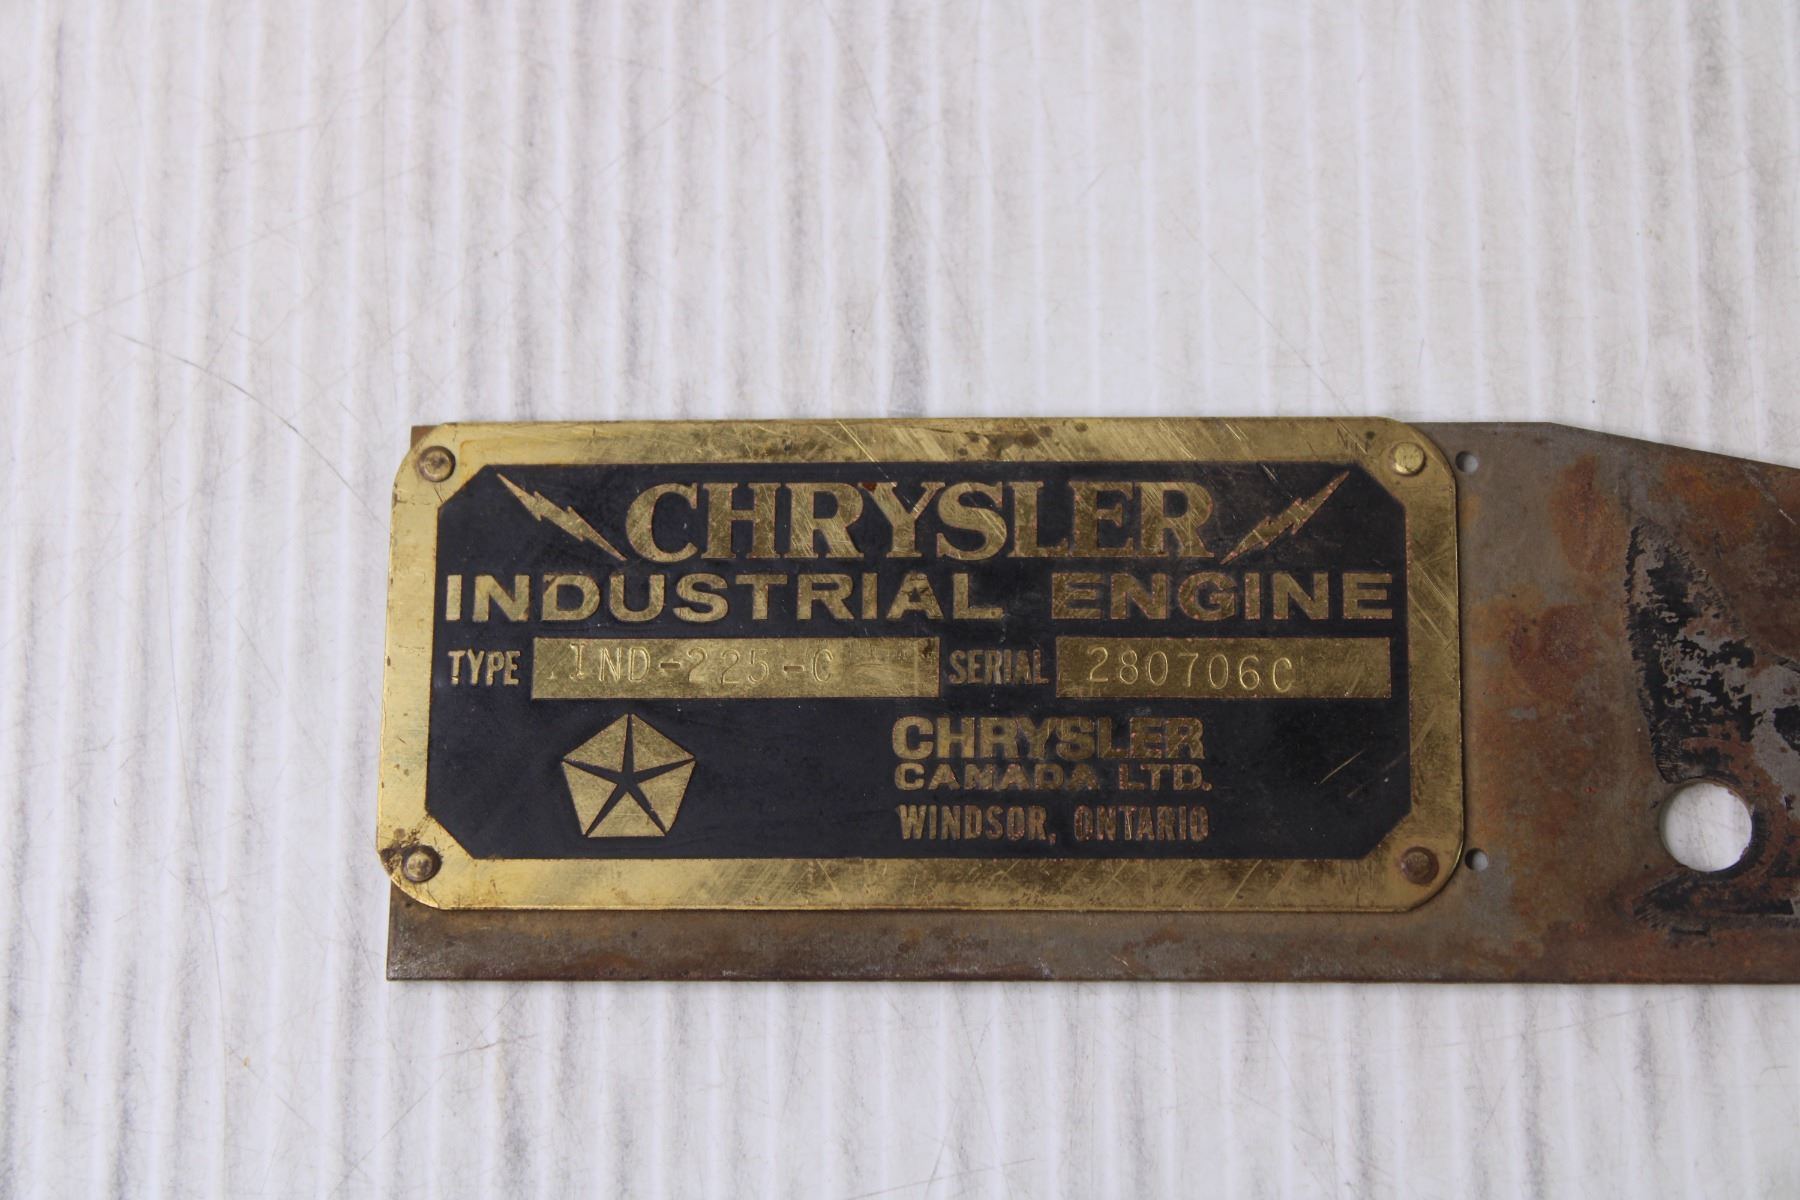 CHRYSLER
INDUSTRIAL ENGINE
TYPE IND-225-C SERIAL 280706C
CHRYSLER
CANADA LTD.
WINDSOR, ONTARIO